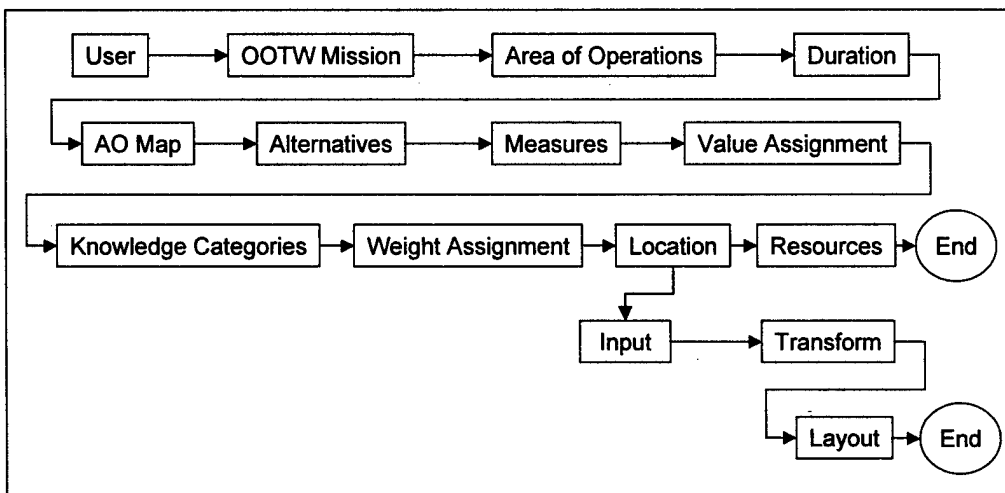 User OOTW Mission Area of Operations Duration
AO Map Alternatives Measures Value Assignment
Knowledge Categories Weight Assignment Location Resources End
Input Transform
Layout End